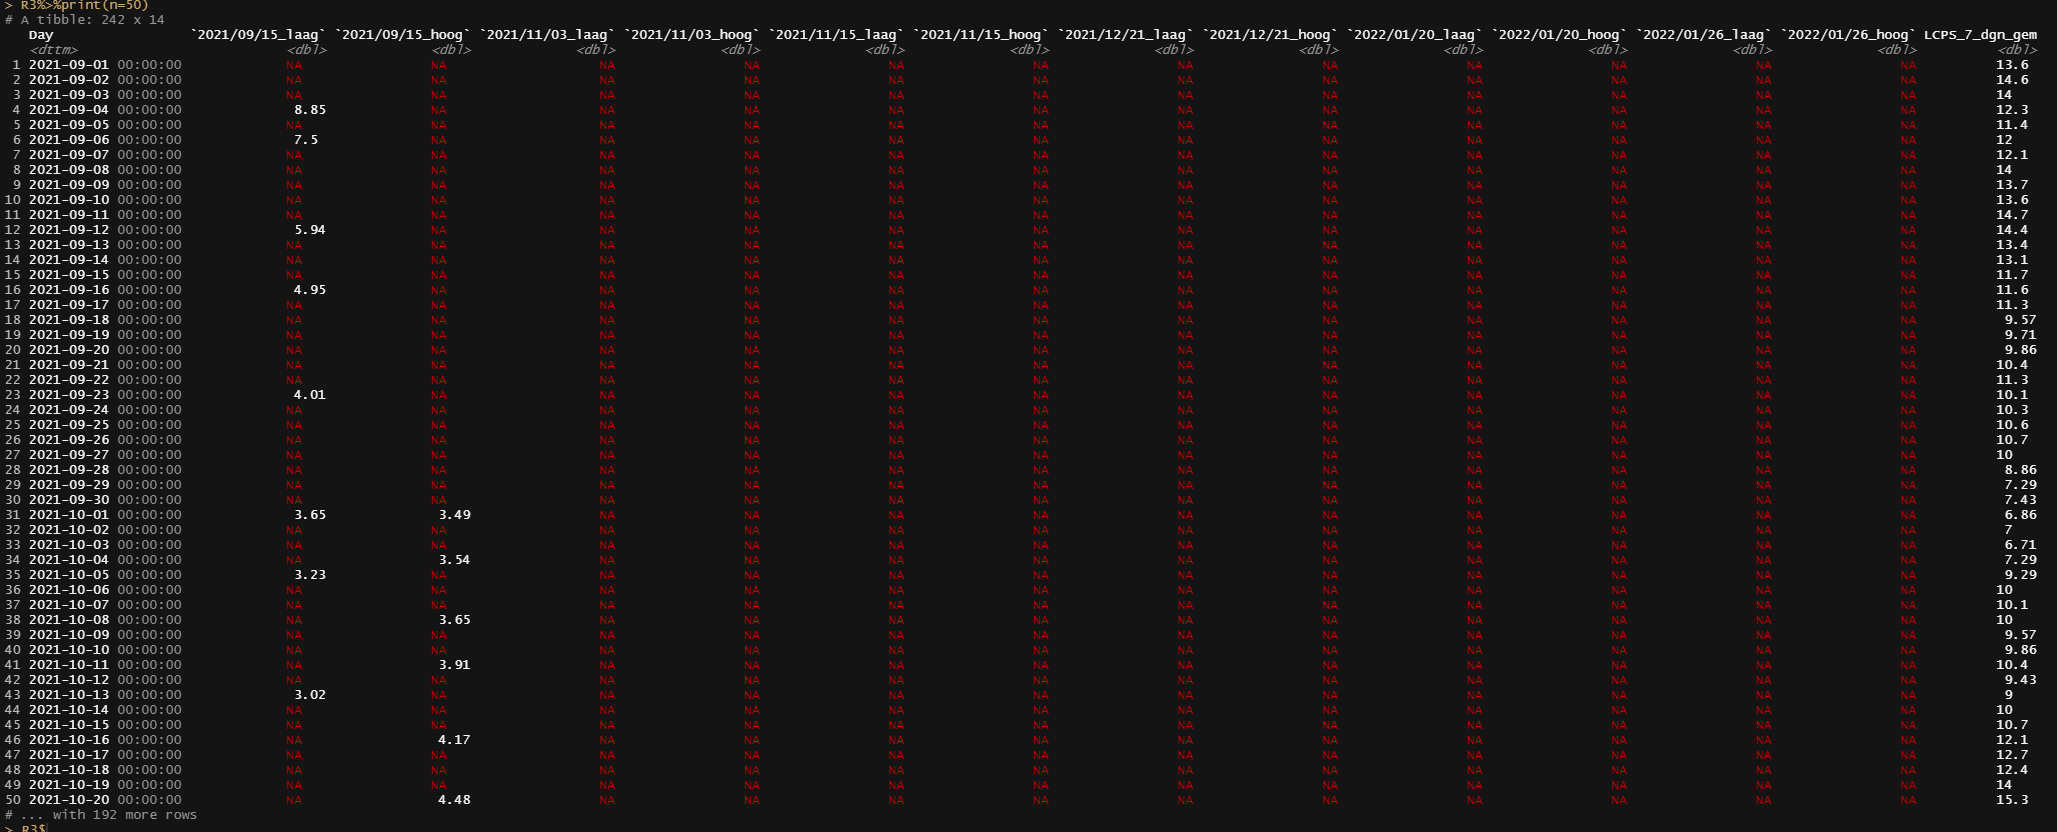 > R3%>%print(n=50)
# A tibble: 242 x 14
Day `2021/09/15_laag` `2021/09/15_hoog` `2021/11/03_laag` `2021/11/03_hoog` `2021/11/15_laag` `2021/11/15_hoog` `2021/12/21_laag` `2021/12/21_hoog` `2022/01/20_laag` `2022/01/20_hoog` `2022/01/26_laag` `2022/01/26_hoog` LCPS_7_dgn_gem
<dttm> <dbl> <dbl> <dbl> <dbl> <dbl> <dbl> <dbl> <dbl> <dbl> <dbl> <dbl> <dbl> <dbl>
1 2021-09-01 00:00:00 NA NA NA NA NA NA NA NA NA NA NA NA 13.6
2 2021-09-02 00:00:00 NA NA NA NA NA NA NA NA NA NA NA NA 14.6
3 2021-09-03 00:00:00 NA NA NA NA NA NA NA NA NA NA NA NA 14
4 2021-09-04 00:00:00 8.85 NA NA NA NA NA NA NA NA NA NA NA 12.3
5 2021-09-05 00:00:00 NA NA NA NA NA NA NA NA NA NA NA NA 11.4
6 2021-09-06 00:00:00 7.5 NA NA NA NA NA NA NA NA NA NA NA 12
7 2021-09-07 00:00:00 NA NA NA NA NA NA NA NA NA NA NA NA 12.1
8 2021-09-08 00:00:00 NA NA NA NA NA NA NA NA NA NA NA NA 14
9 2021-09-09 00:00:00 NA NA NA NA NA NA NA NA NA NA NA NA 13.7
10 2021-09-10 00:00:00 NA NA NA NA NA NA NA NA NA NA NA NA 13.6
11 2021-09-11 00:00:00 NA NA NA NA NA NA NA NA NA NA NA NA 14.7
12 2021-09-12 00:00:00 5.94 NA NA NA NA NA NA NA NA NA NA NA 14.4
13 2021-09-13 00:00:00 NA NA NA NA NA NA NA NA NA NA NA NA 13.4
14 2021-09-14 00:00:00 NA NA NA NA NA NA NA NA NA NA NA NA 13.1
15 2021-09-15 00:00:00 NA NA NA NA NA NA NA NA NA NA NA NA 11.7
16 2021-09-16 00:00:00 4.95 NA NA NA NA NA NA NA NA NA NA NA 11.6
17 2021-09-17 00:00:00 NA NA NA NA NA NA NA NA NA NA NA NA 11.3
18 2021-09-18 00:00:00 NA NA NA NA NA NA NA NA NA NA NA NA 9.57
19 2021-09-19 00:00:00 NA NA NA NA NA NA NA NA NA NA NA NA 9.71
20 2021-09-20 00:00:00 NA NA NA NA NA NA NA NA NA NA NA NA 9.86
21 2021-09-21 00:00:00 NA NA NA NA NA NA NA NA NA NA NA NA 10.4
22 2021-09-22 00:00:00 NA NA NA NA NA NA NA NA NA NA NA NA 11.3
23 2021-09-23 00:00:00 4.01 NA NA NA NA NA NA NA NA NA NA NA 10.1
24 2021-09-24 00:00:00 NA NA NA NA NA NA NA NA NA NA NA NA 10.3
25 2021-09-25 00:00:00 NA NA NA NA NA NA NA NA NA NA NA NA 10.6
26 2021-09-26 00:00:00 NA NA NA NA NA NA NA NA NA NA NA NA 10.7
27 2021-09-27 00:00:00 NA NA NA NA NA NA NA NA NA NA NA NA 10
28 2021-09-28 00:00:00 NA NA NA NA NA NA NA NA NA NA NA NA 8.86
29 2021-09-29 00:00:00 NA NA NA NA NA NA NA NA NA NA NA NA 7.29
30 2021-09-30 00:00:00 NA NA NA NA NA NA NA NA NA NA NA NA 7.43
31 2021-10-01 00:00:00 3.65 3.49 NA NA NA NA NA NA NA NA NA NA 6.86
32 2021-10-02 00:00:00 NA NA NA NA NA NA NA NA NA NA NA NA 7
33 2021-10-03 00:00:00 NA NA NA NA NA NA NA NA NA NA NA NA 6.71
34 2021-10-04 00:00:00 NA 3.54 NA NA NA NA NA NA NA NA NA NA 7.29
35 2021-10-05 00:00:00 3.23 NA NA NA NA NA NA NA NA NA NA NA 9.29
36 2021-10-06 00:00:00 NA NA NA NA NA NA NA NA NA NA NA NA 10
37 2021-10-07 00:00:00 NA NA NA NA NA NA NA NA NA NA NA NA 10.1
38 2021-10-08 00:00:00 NA 3.65 NA NA NA NA NA NA NA NA NA NA 10
39 2021-10-09 00:00:00 NA NA NA NA NA NA NA NA NA NA NA NA 9.57
40 2021-10-10 00:00:00 NA NA NA NA NA NA NA NA NA NA NA NA 9.86
41 2021-10-11 00:00:00 NA 3.91 NA NA NA NA NA NA NA NA NA NA 10.4
42 2021-10-12 00:00:00 NA NA NA NA NA NA NA NA NA NA NA NA 9.43
43 2021-10-13 00:00:00 3.02 NA NA NA NA NA NA NA NA NA NA NA 9
44 2021-10-14 00:00:00 NA NA NA NA NA NA NA NA NA NA NA NA 10
45 2021-10-15 00:00:00 NA NA NA NA NA NA NA NA NA NA NA NA 10.7
46 2021-10-16 00:00:00 NA 4.17 NA NA NA NA NA NA NA NA NA NA 12.1
47 2021-10-17 00:00:00 NA NA NA NA NA NA NA NA NA NA NA NA 12.7
48 2021-10-18 00:00:00 NA NA NA NA NA NA NA NA NA NA NA NA 12.4
49 2021-10-19 00:00:00 NA NA NA NA NA NA NA NA NA NA NA NA 14
50 2021-10-20 00:00:00 NA 4.48 NA NA NA NA NA NA NA NA NA NA 15.3
# ... with 192 more rows
> R3$